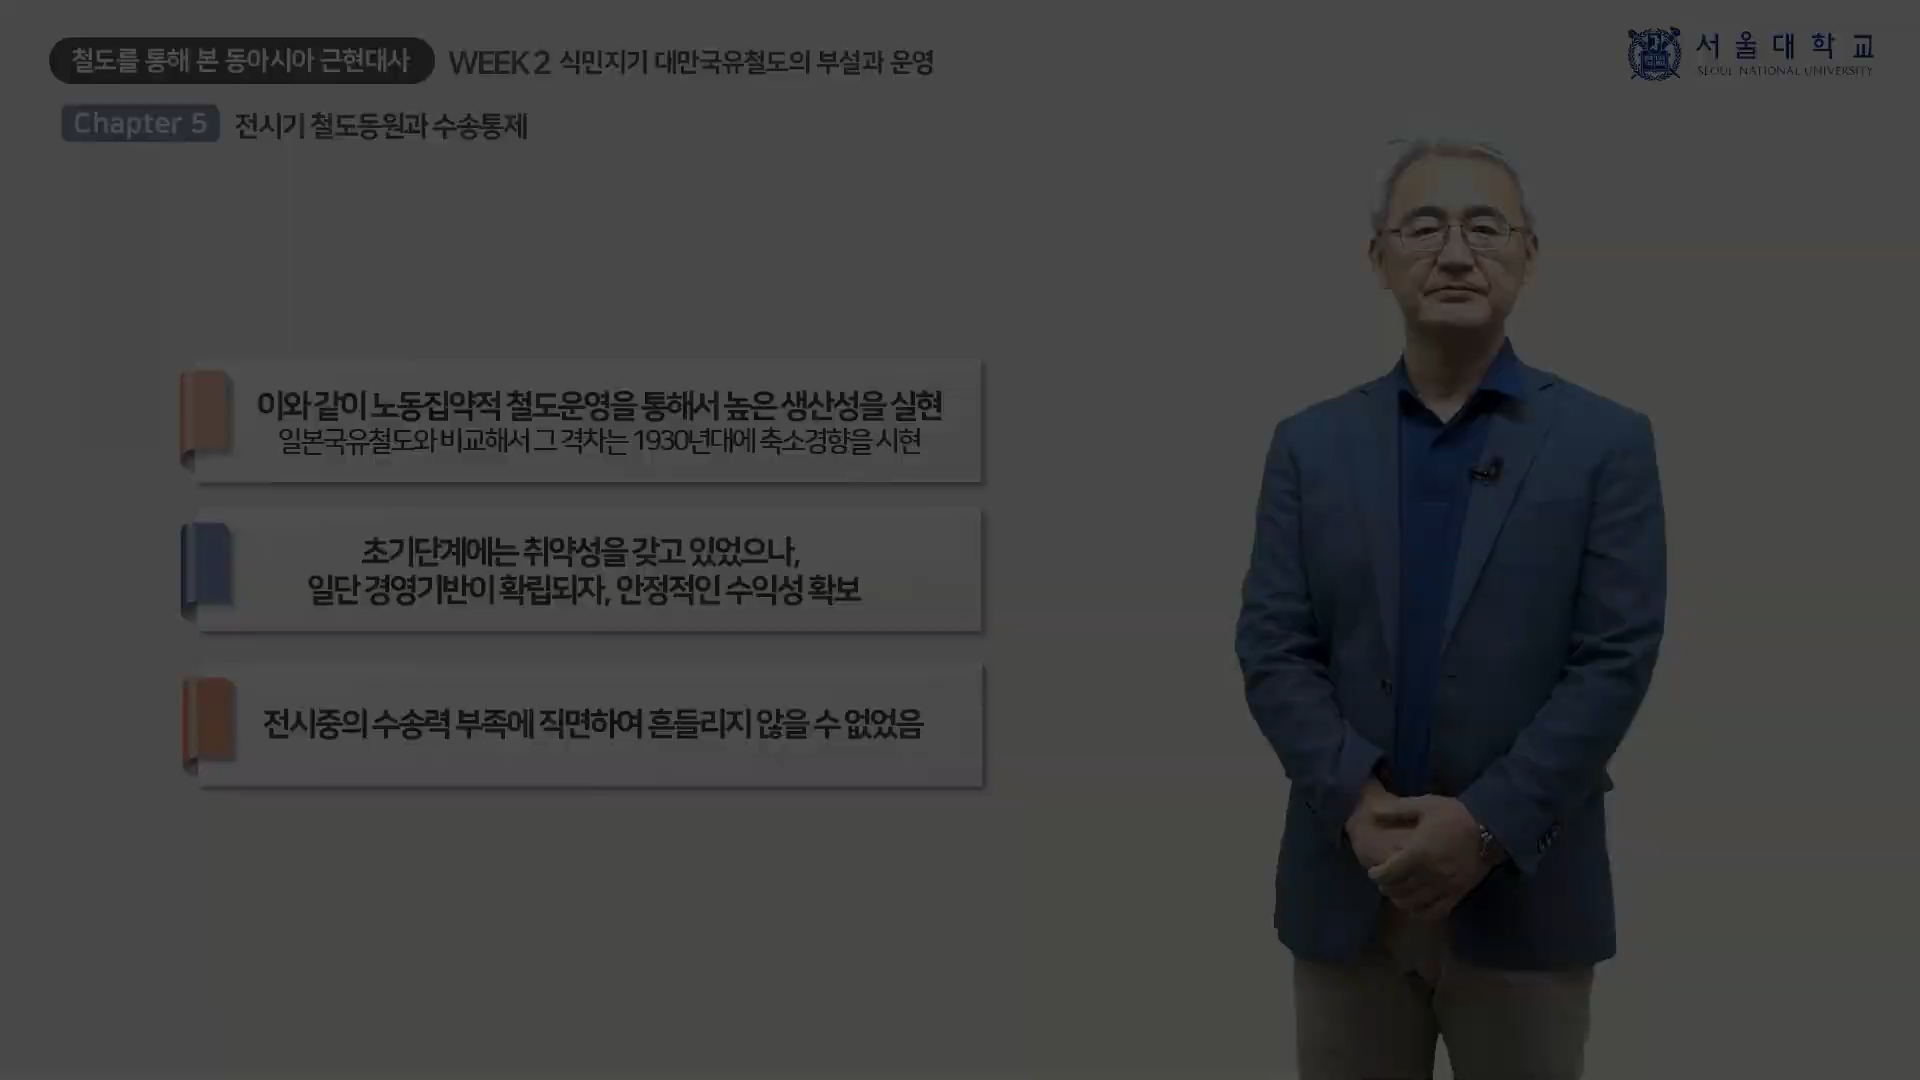 철도를 통해 본 동아시아 근현대사
WEEK 2 식민지기 대만국유철도의 부설과 운영
서울대학교
SEOUL NATIONAL UNIVERSITY
Chapter 5
전시기 철도동원과 수송통제
이와 같이 노동집약적 철도운영을 통해서 높은 생산성을 실현
일본국유철도와 비교해서 그 격차는 1930년대에 축소경향을 시현
초기단계에는 취약성을 갖고 있었으나,
일단 경영기반이 확립되자, 안정적인 수익성 확보
전시중의 수송력 부족에 직면하여 흔들리지 않을 수 없었음